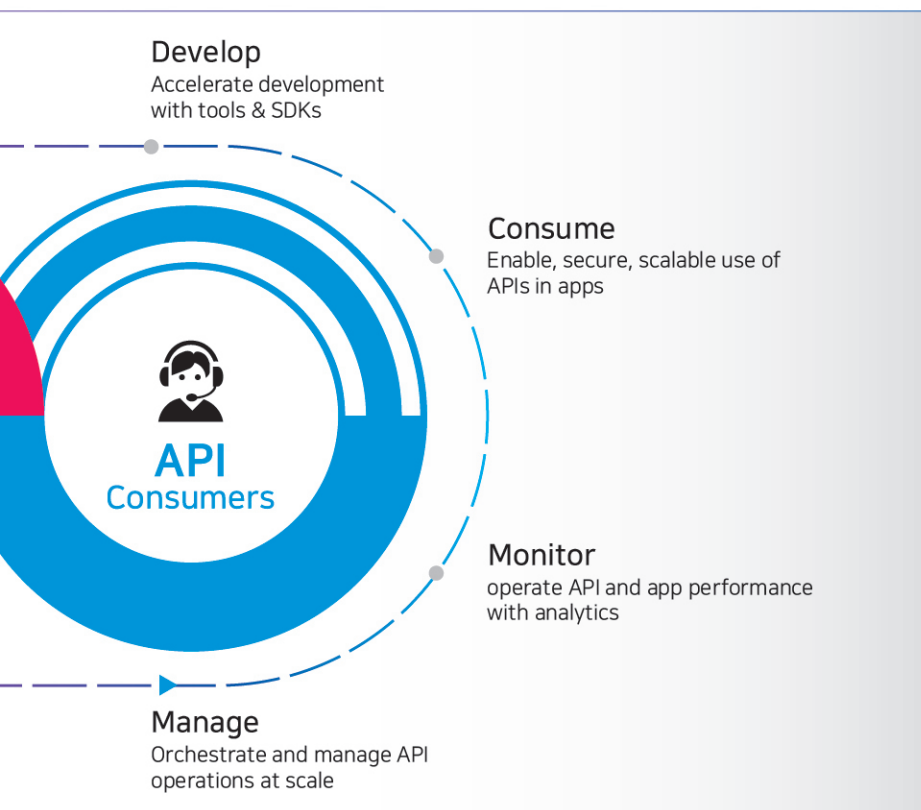 Develop
Accelerate development
with tools & SDKs
Consume
Enable, secure, scalable use of
APIs in apps
API
Consumers
Monitor
operate API and app performance
with analytics
Manage
Orchestrate and manage API
operations at scale